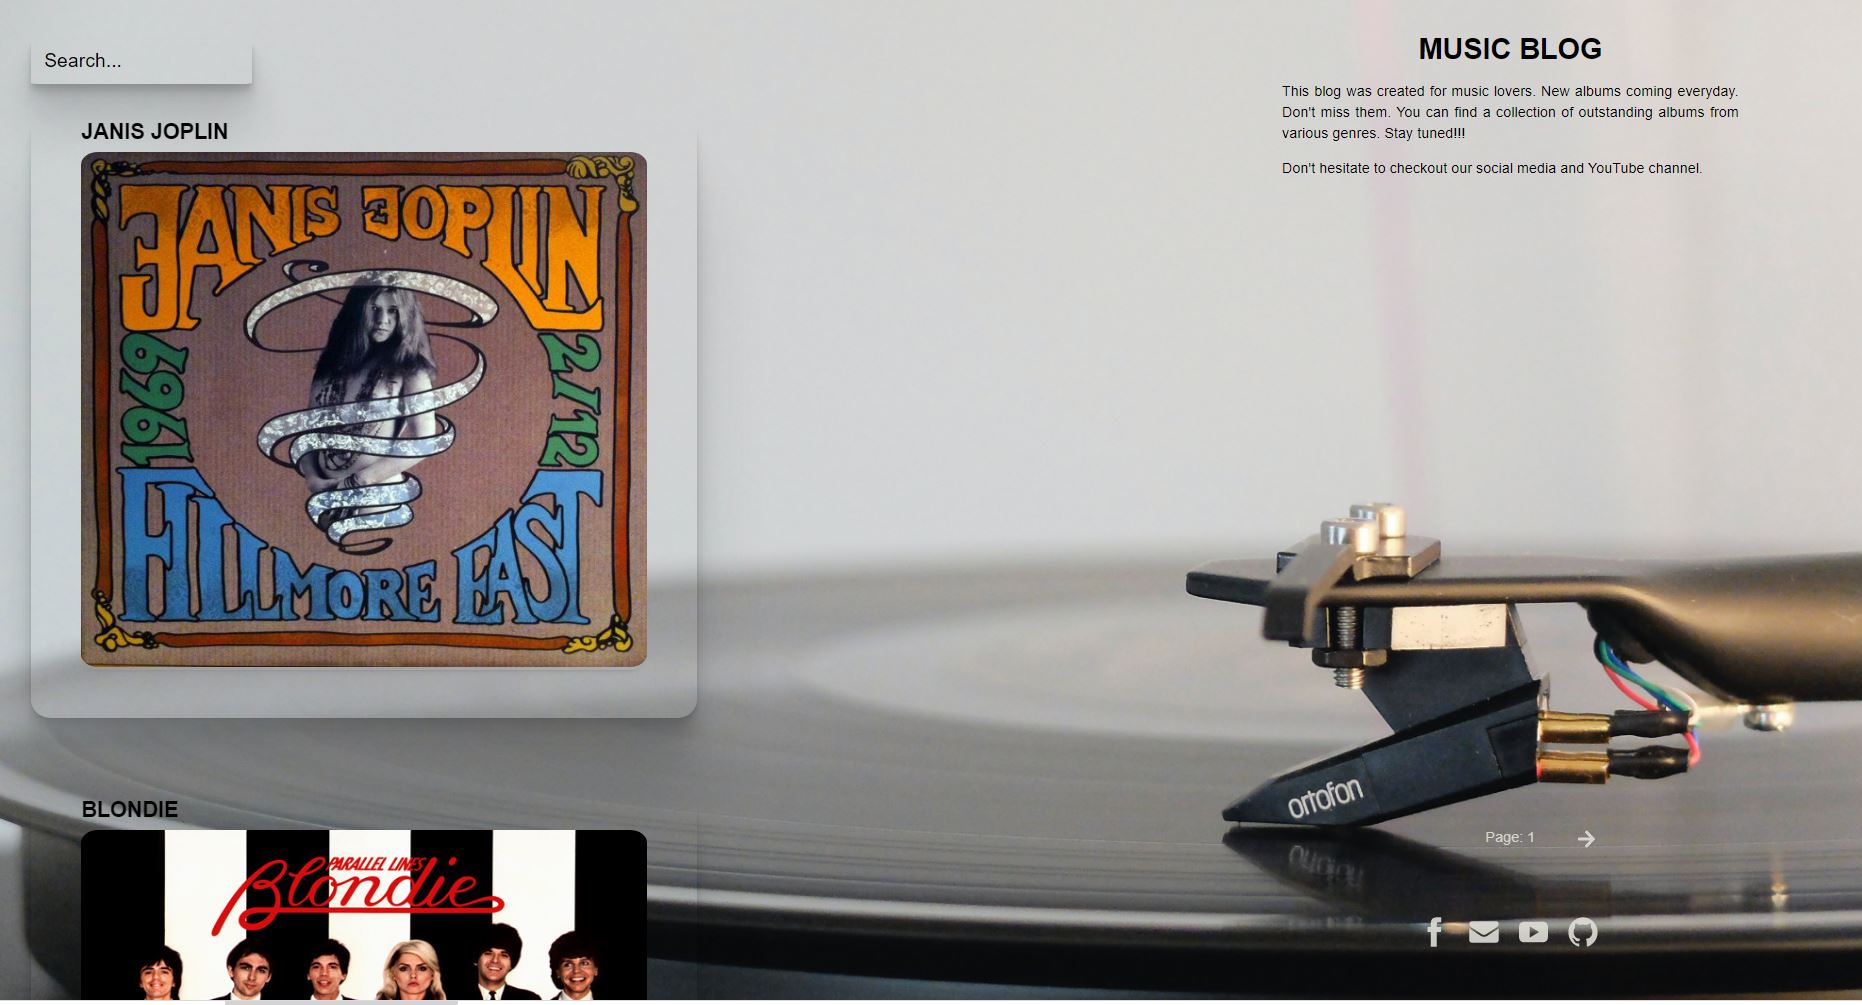 Search...
MUSIC BLOG
This blog was created for music lovers. New albums coming everyday.
Don't miss them. You can find a collection of outstanding albums from
various genres. Stay tuned!!!
Don't hesitate to checkout our social media and YouTube channel.
JANIS JOPLIN
JANIS JOPLIN
1969
2/12
FILLMORE EAST
BLONDIE
PARALLEL LINES
Blondie
ortofon
Page: 1